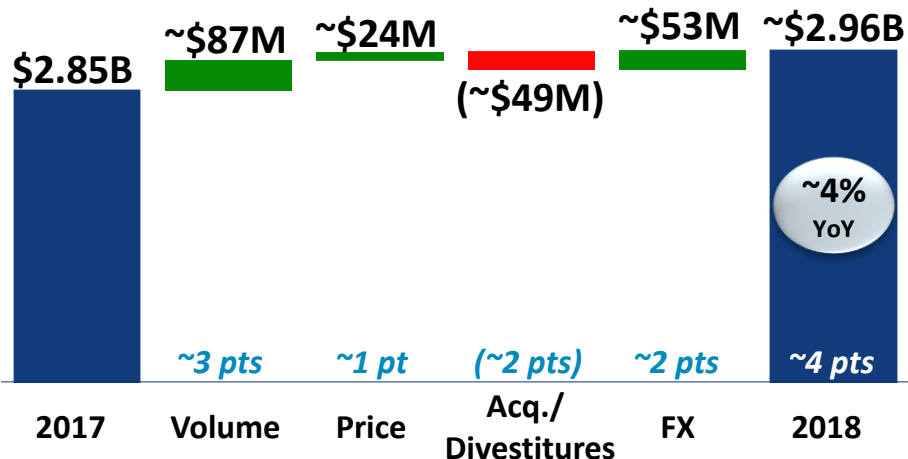 $2.85B
~$87M
~$24M
(~$49M)
~$53M
~$2.96B
~4%
YoY
~3 pts
~1 pt
(~2 pts)
~2 pts
~4 pts
2017
Volume
Price
Acq./
Divestitures
FX
2018